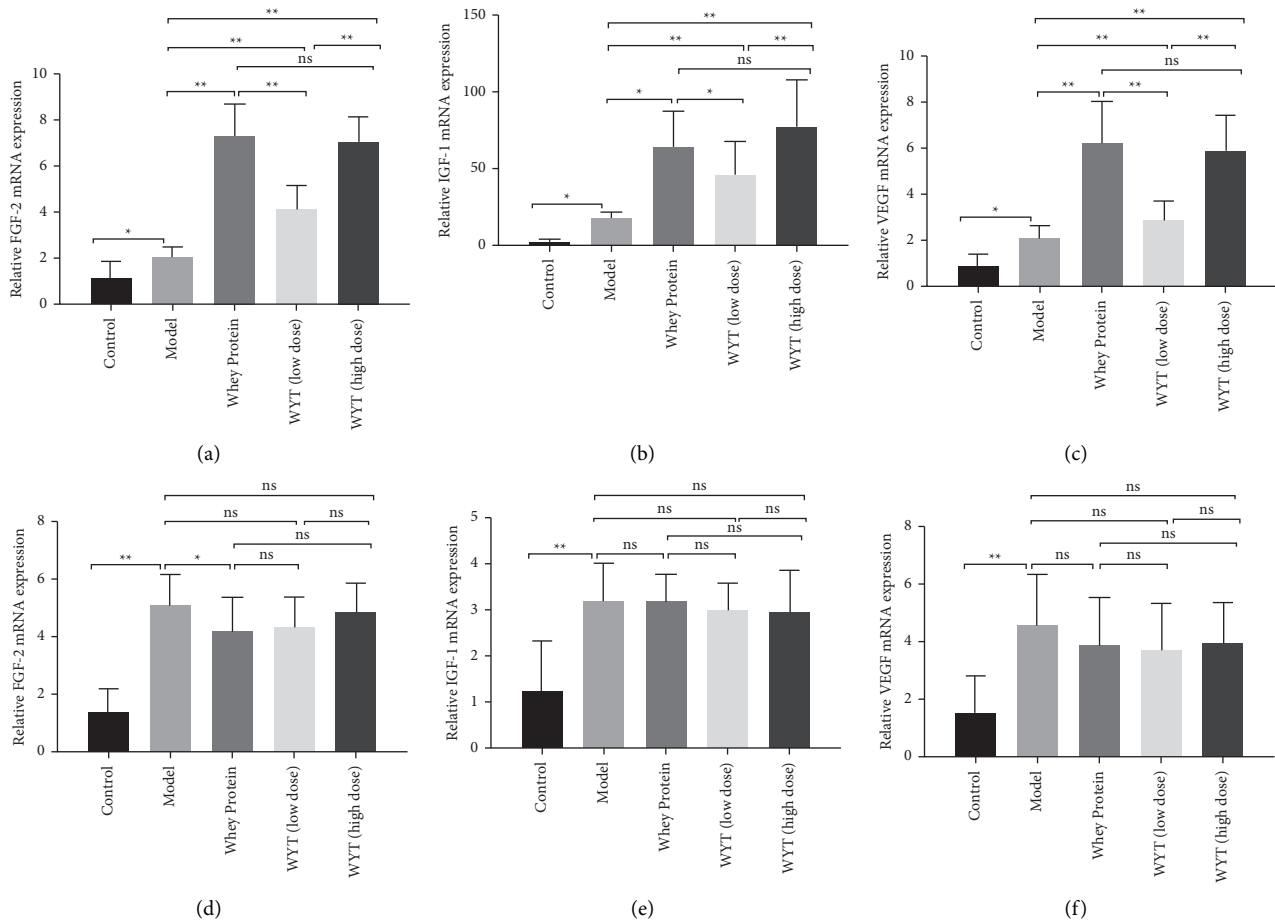 **
**
**
ns
**
**
*
Relative FGF-2 mRNA expression
10
8
6
4
2
0
Control
Model
Whey Protein
WYT (low dose)
WYT (high dose)
(a)
**
**
**
ns
*
*
*
Relative IGF-1 mRNA expression
150
100
50
0
Control
Model
Whey Protein
WYT (low dose)
WYT (high dose)
(b)
**
**
**
ns
**
**
*
Relative VEGF mRNA expression
10
8
6
4
2
0
Control
Model
Whey Protein
WYT (low dose)
WYT (high dose)
(c)
ns
ns
ns
ns
**
*
ns
Relative FGF-2 mRNA expression
8
6
4
2
0
Control
Model
Whey Protein
WYT (low dose)
WYT (high dose)
(d)
ns
ns
ns
ns
**
ns
ns
Relative IGF-1 mRNA expression
5
4
3
2
1
0
Control
Model
Whey Protein
WYT (low dose)
WYT (high dose)
(e)
ns
ns
ns
ns
**
ns
ns
Relative VEGF mRNA expression
8
6
4
2
0
Control
Model
Whey Protein
WYT (low dose)
WYT (high dose)
(f)